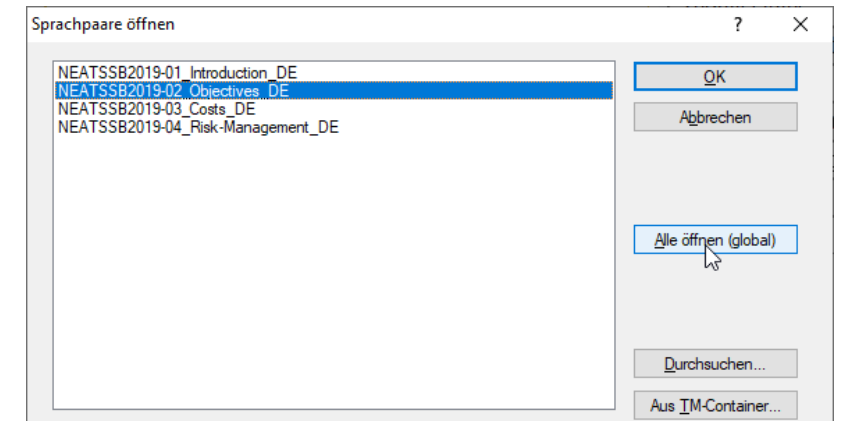 Sprachpaare öffnen
NEATSSB2019-01_Introduction_DE
NEATSSB2019-02_Objectives_DE
NEATSSB2019-03_Costs_DE
NEATSSB2019-04_Risk-Management_DE
OK
Abbrechen
Alle öffnen (global)
Durchsuchen...
Aus TM-Container...